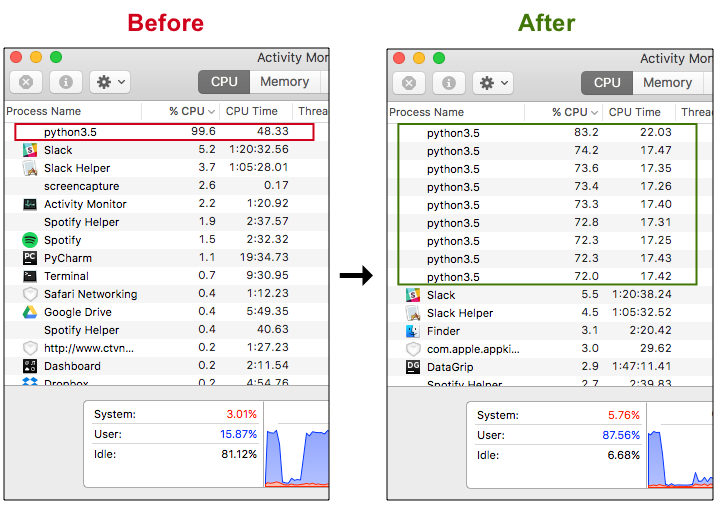 Before
Activity Mo
CPU Memory
Process Name % CPU CPU Time Threa
python3.5 99.6 48.33
Slack 5.2 1:20:32.56
Slack Helper 3.7 1:05:28.01
screencapture 2.6 0.17
Activity Monitor 2.2 1:20.92
Spotify Helper 1.9 2:37.57
Spotify 1.5 2:32.32
PC PyCharm 1.1 19:34.73
Terminal 0.7 9:30.95
Safari Networking 0.4 1:12.23
Google Drive 0.4 5:49.35
Spotify Helper 0.4 40.63
http://www.ctvn... 0.2 1:27.23
Dashboard 0.2 2:11.54
Dropbox 0.2 4:54.76
System: 3.01%
User: 15.87%
Idle: 81.12%
After
Activity Mon
CPU Memory
Process Name % CPU CPU Time Thread
python3.5 83.2 22.03
python3.5 74.2 17.47
python3.5 73.6 17.35
python3.5 73.4 17.26
python3.5 73.3 17.40
python3.5 72.8 17.31
python3.5 72.3 17.25
python3.5 72.3 17.43
python3.5 72.0 17.42
Slack 5.5 1:20:38.24
Slack Helper 4.5 1:05:32.52
Finder 3.1 2:20.42
com.apple.appki... 3.0 29.62
DG DataGrip 2.9 1:47:11.41
Spotify Helper 2.7 2:39.83
System: 5.76%
User: 87.56%
Idle: 6.68%